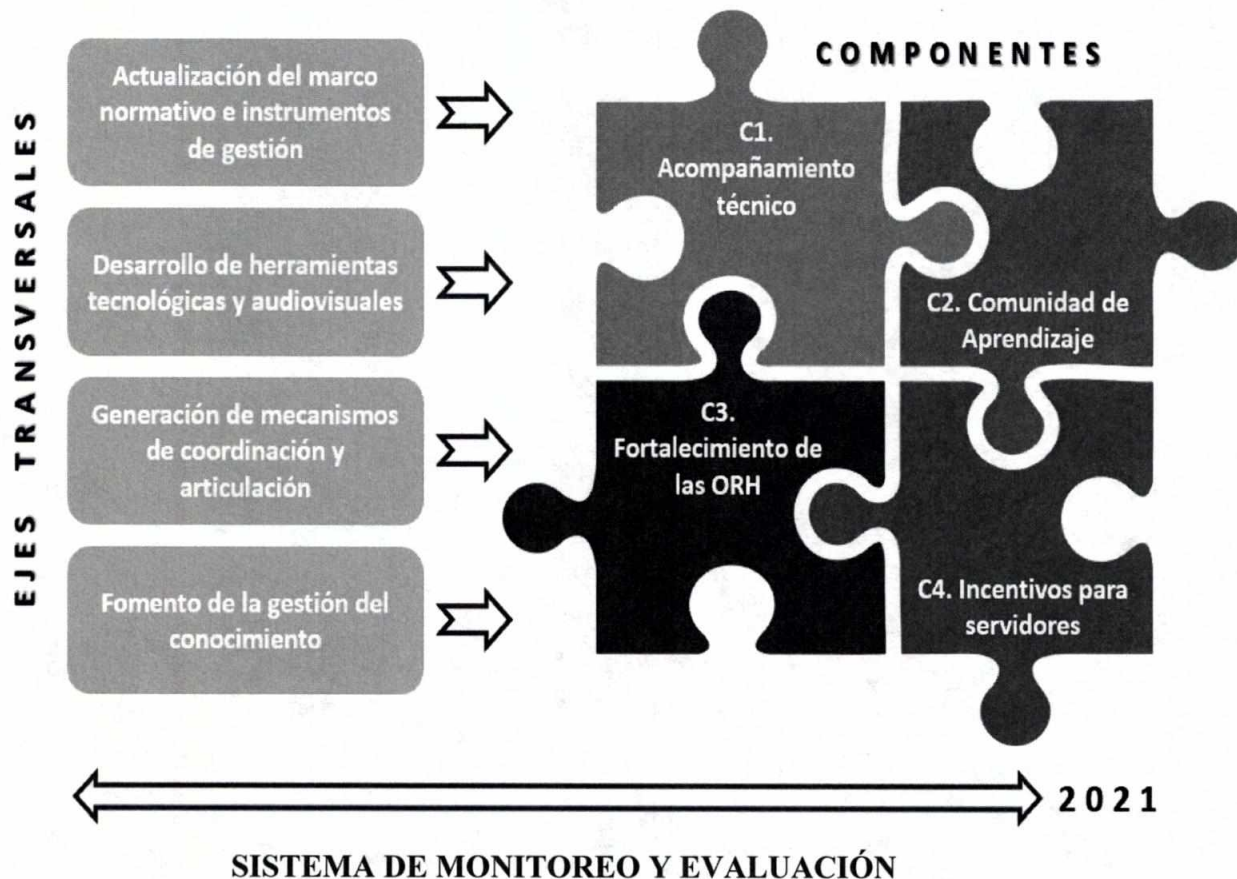 EJES TRANSVERSALES
Actualización del marco
normativo e instrumentos
de gestión
Desarrollo de herramientas
tecnológicas y audiovisuales
Generación de mecanismos
de coordinación y
articulación
Fomento de la gestión del
conocimiento
COMPONENTES
C1.
Acompañamiento
técnico
C2. Comunidad de
Aprendizaje
C3.
Fortalecimiento de
las ORH
C4. Incentivos para
servidores
2021
SISTEMA DE MONITOREO Y EVALUACIÓN